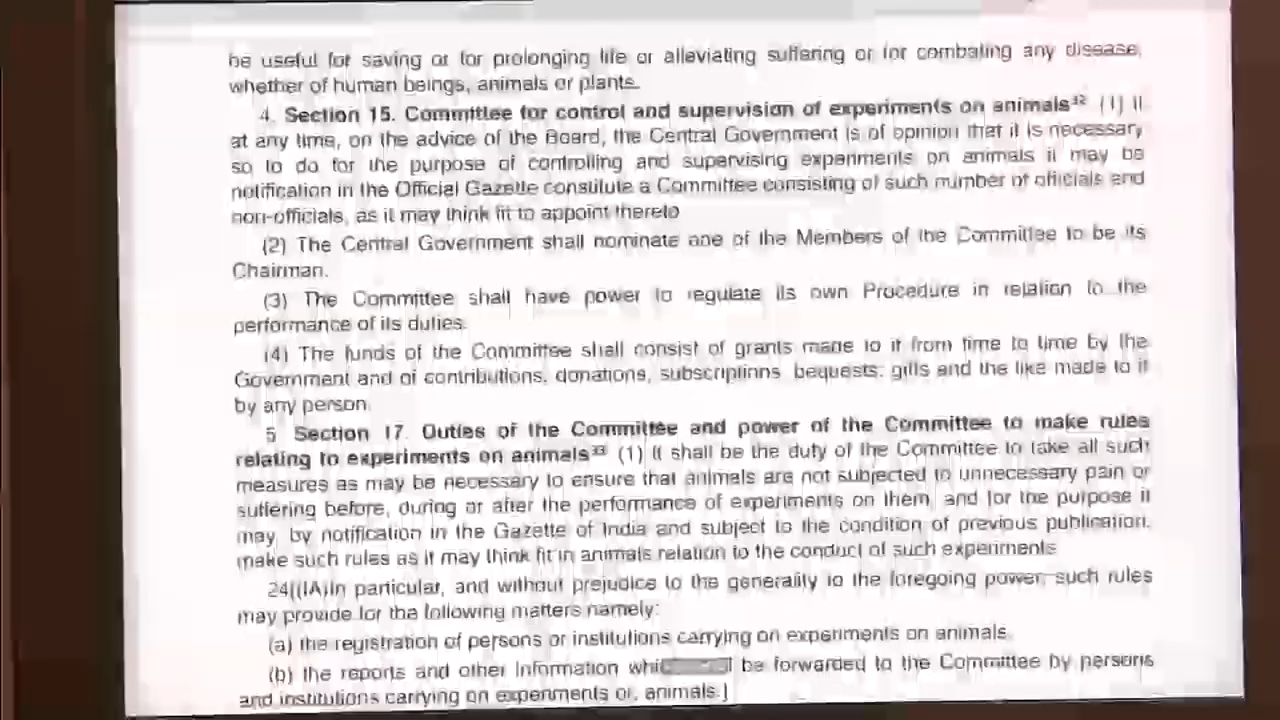 be useful for saving or for prolonging life or alleviating suffering or for combating any disease,
whether of human beings, animals or plants.
4. Section 15. Committee for control and supervision of experiments on animals (1) If
at any time, on the advice of the Board, the Central Government is of opinion that it is necessary
so to do for the purpose of controlling and supervising experiments on animals it may be
notification in the Official Gazette constitute a Committee consisting of such number of officials and
non-officials, as it may think fit to appoint thereto
(2) The Central Government shall nominate one of the Members of the Committee to be its
Chairman.
(3) The Committee shall have power to regulate its own Procedure in relation to the
performance of its duties.
(4) The funds of the Committee shall consist of grants made to it from time to time by the
Government and of contributions, donations, subscriptions bequests, gifts and the like made to it
by any person.
5 Section 17. Duties of the Committee and power of the Committee to make rules
relating to experiments on animals²³ (1) It shall be the duty of the Committee to take all such
measures as may be necessary to ensure that animals are not subjected to unnecessary pain or
suffering before, during or after the performance of experiments on them, and for the purpose it
may, by notification in the Gazette of India and subject to the condition of previous publication,
make such rules as it may think fit in animals relation to the conduct of such experiments
24[(IA)In particular, and without prejudice to the generality to the foregoing power, such rules
may provide for the following matters namely:
(a) the registration of persons or institutions carrying on experiments on animals.
(b) the reports and other Information be forwarded to the Committee by persons
and institutions carrying on experiments or, animals.]